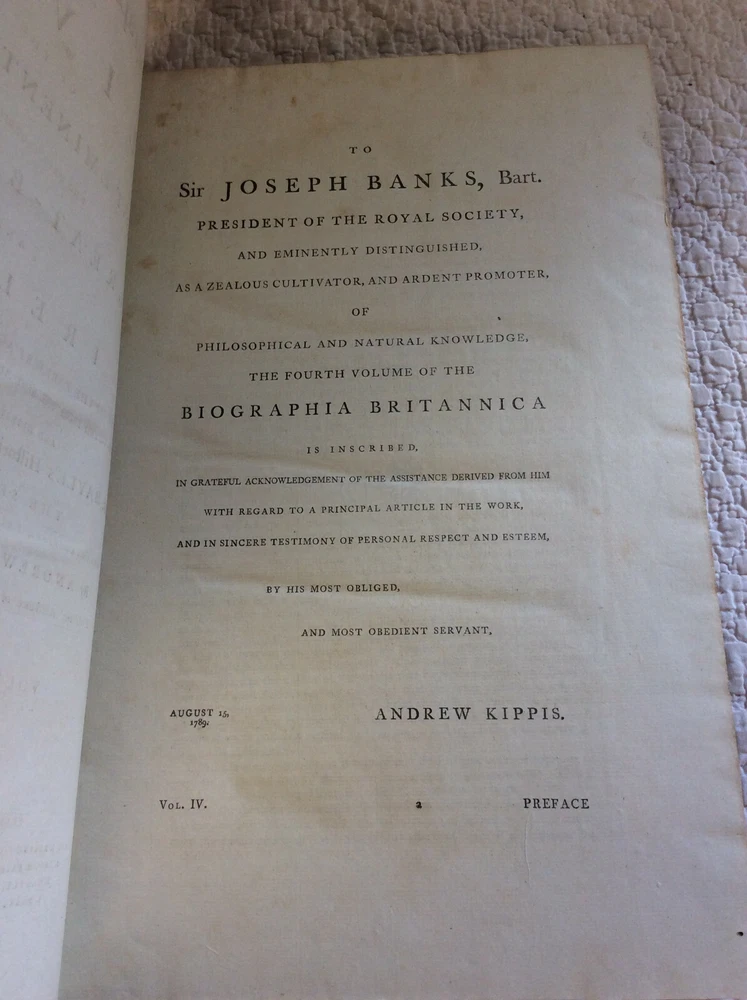 TO
Sir JOSEPH BANKS, Bart.
PRESIDENT OF THE ROYAL SOCIETY,
AND EMINENTLY DISTINGUISHED,
AS A ZEALOUS CULTIVATOR, AND ARDENT PROMOTER,
OF
PHILOSOPHICAL AND NATURAL KNOWLEDGE,
THE FOURTH VOLUME OF THE
BIOGRAPHIA BRITANNICA
IS INSCRIBED,
IN GRATEFUL ACKNOWLEDGEMENT OF THE ASSISTANCE DERIVED FROM HIM
WITH REGARD TO A PRINCIPAL ARTICLE IN THE WORK,
AND IN SINCERE TESTIMONY OF PERSONAL RESPECT AND ESTEEM,
BY HIS MOST OBLIGED,
AND MOST OBEDIENT SERVANT,
AUGUST 15,
1789.
ANDREW KIPPIS.
VOL. IV. a PREFACE